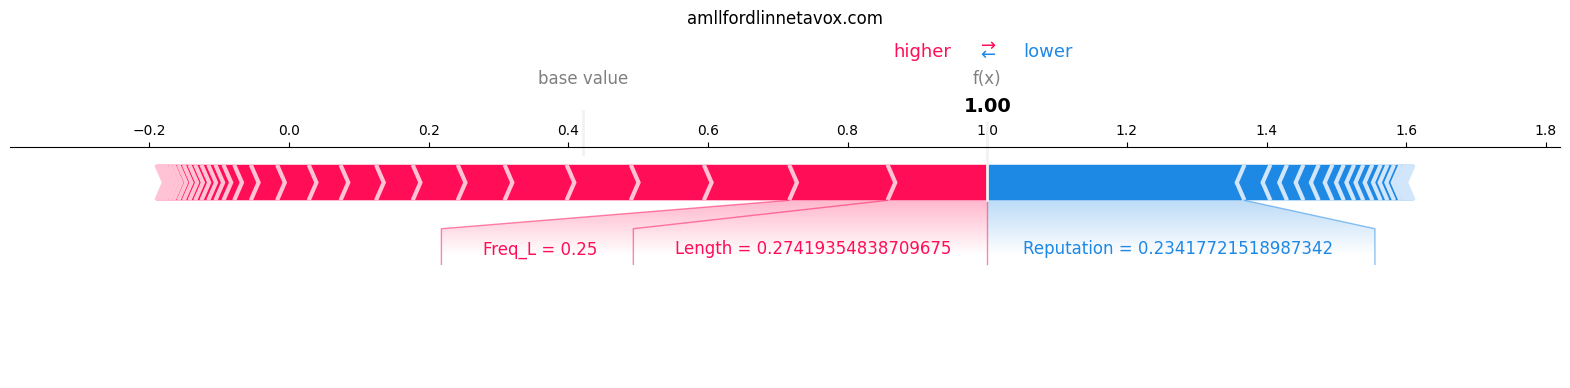 amllfordlinnetavox.com
higher → ← lower
base value f(x)
1.00
−0.2 0.0 0.2 0.4 0.6 0.8 1.0 1.2 1.4 1.6 1.8
Freq_L = 0.25 Length = 0.27419354838709675 Reputation = 0.23417721518987342